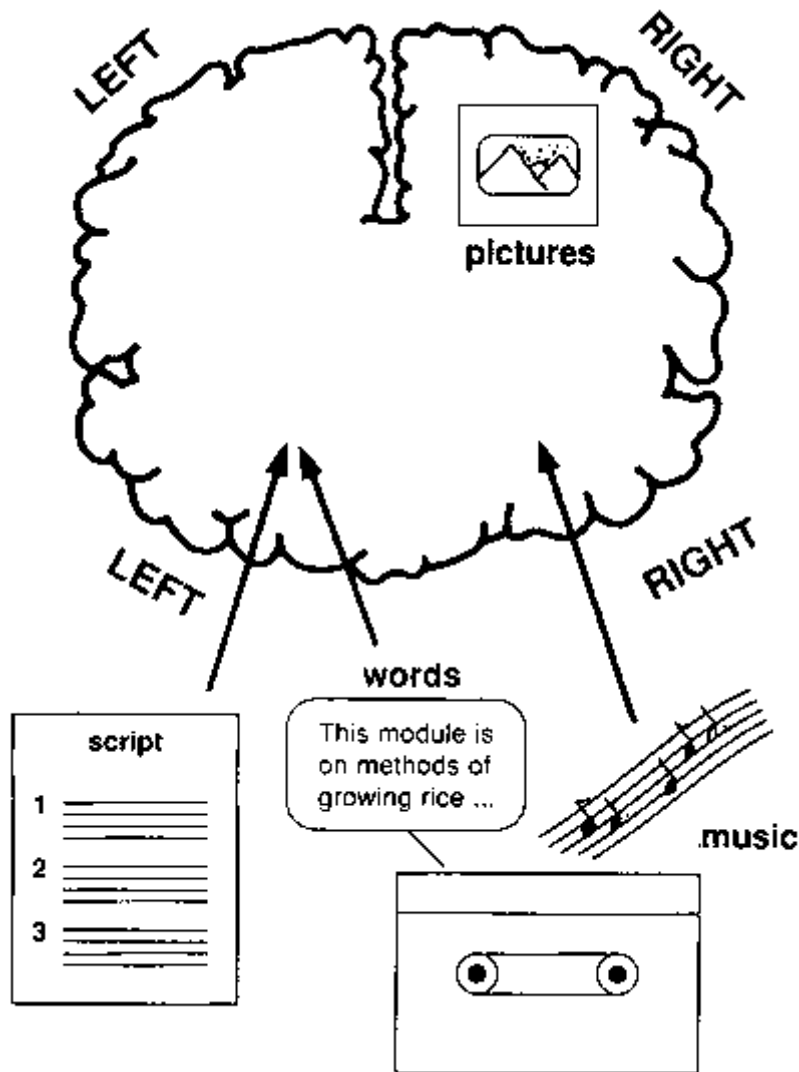 LEFT
RIGHT
pictures
LEFT
RIGHT
words
script
1
2
3
This module is
on methods of
growing rice ...
music